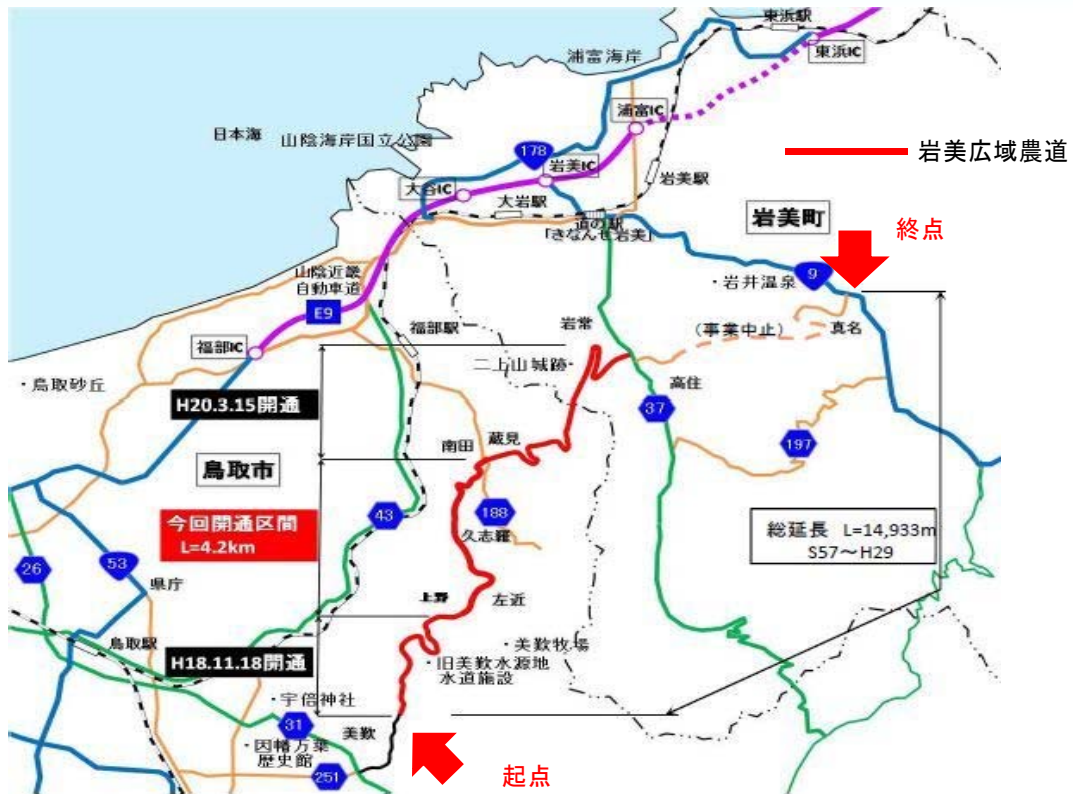 東浜駅
東浜IC
浦富海岸
浦富IC
日本海
山陰海岸国立公園
178
岩美IC
大谷IC
大岩駅
岩美駅
岩美広域農道
道の駅
「きなんせ岩美」
岩美町
終点
9
・岩井温泉
山陰近畿
自動車道
E9
福部駅
岩常
(事業中止)
真名
福部IC
二上山城跡・
・鳥取砂丘
高住
H20.3.15開通
37
南田
蔵見
197
鳥取市
今回開通区間
L=4.2km
43
188
久志羅
総延長 L=14,933m
S57～H29
26
53
県庁
上野
左近
鳥取駅
・美歎牧場
H18.11.18開通
・旧美歎水源地
水道施設
・宇倍神社
31
美歎
・因幡万葉
歴史館
251
起点